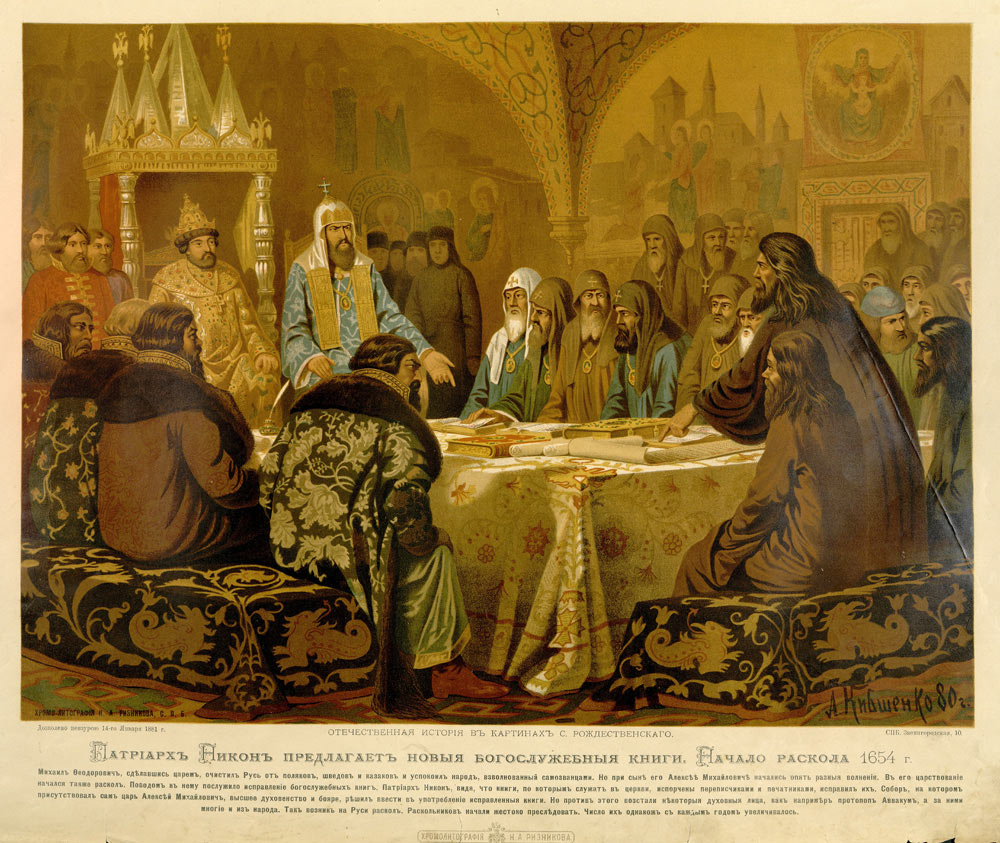 А. Кившенко 80 г.
ХРОМО-ЛИТОГРАФІЯ Н. А. РИЗНИКОВА, С. П. Б.
Дозволено цензурою 14-го Января 1881 г.
ОТЕЧЕСТВЕННАЯ ИСТОРІЯ ВЪ КАРТИНАХЪ С. РОЖДЕСТВЕНСКАГО.
СПБ. Звенигородская, 10.
ПАТРІАРХЪ НИКОНЪ ПРЕДЛАГАЕТЪ НОВЫЯ БОГОСЛУЖЕБНЫЯ КНИГИ. НАЧАЛО РАСКОЛА 1654 г.
Михаилъ Ѳеодоровичъ, сдѣлавшись царемъ, очистилъ Русь отъ поляковъ, шведовъ и казаковъ и успокоилъ народъ, взволнованный самозванцами. Но при сынѣ его Алексѣѣ Михайловичѣ начались опять разныя волненія. Въ его царствованіе
начался также расколъ. Поводомъ къ нему послужило исправленіе богослужебныхъ книгъ. Патріархъ Никонъ, видя, что книги, по которымъ служатъ въ церкви, испорчены переписчиками и печатниками, исправилъ ихъ. Соборъ, на которомъ
присутствовалъ самъ царь Алексѣй Михайловичъ, высшее духовенство и бояре, рѣшилъ ввести въ употребленіе исправленныя книги. Но противъ этого возстали нѣкоторыя духовныя лица, какъ напримѣръ протопопъ Аввакумъ, а за ними
многіе и изъ народа. Такъ возникъ на Руси расколъ. Раскольниковъ начали жестоко преслѣдовать. Число ихъ однакожъ съ каждымъ годомъ увеличивалось.
ХРОМОЛИТОГРАФІЯ Н. А. РИЗНИКОВА.